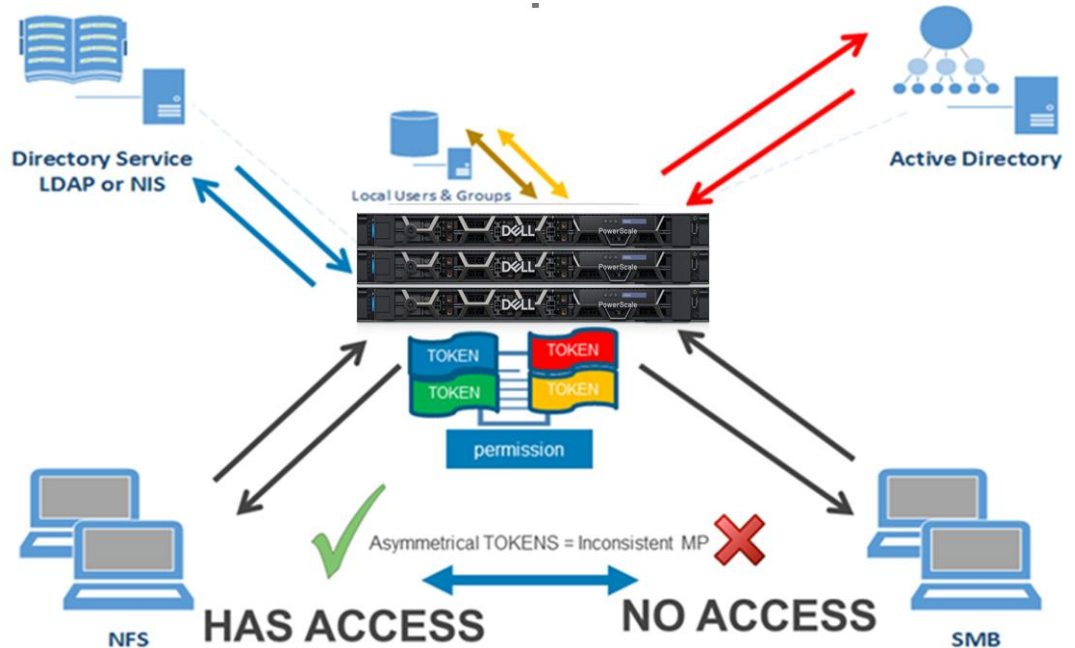 Directory Service
LDAP or NIS
Local Users & Groups
Active Directory
DELL
PowerScale
DELL
PowerScale
DELL
PowerScale
TOKEN
TOKEN
TOKEN
TOKEN
permission
Asymmetrical TOKENS = Inconsistent MP
HAS ACCESS
NO ACCESS
NFS
SMB